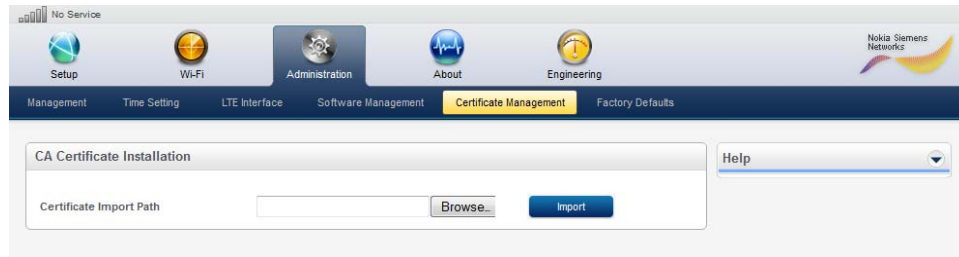 No Service
Nokia Siemens
Networks
Setup Wi-Fi Administration About Engineering
Management Time Setting LTE Interface Software Management Certificate Management Factory Defaults
CA Certificate Installation
Help
Certificate Import Path Browse.. Import